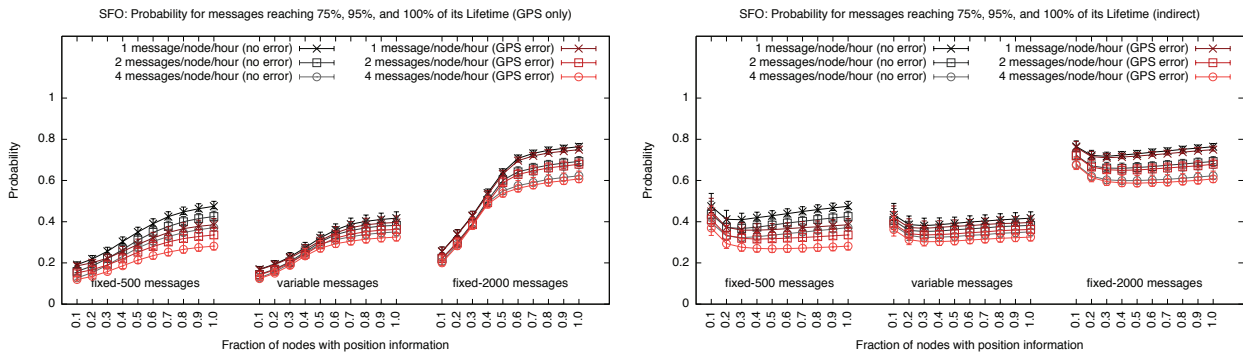 SFO: Probability for messages reaching 75%, 95%, and 100% of its Lifetime (GPS only)
1 message/node/hour (no error)
2 messages/node/hour (no error)
4 messages/node/hour (no error)
1 message/node/hour (GPS error)
2 messages/node/hour (GPS error)
4 messages/node/hour (GPS error)
1
0.8
0.6
0.4
0.2
0
Probability
fixed-500 messages
variable messages
fixed-2000 messages
0.1 0.2 0.3 0.4 0.5 0.6 0.7 0.8 0.9 1.0
0.1 0.2 0.3 0.4 0.5 0.6 0.7 0.8 0.9 1.0
0.1 0.2 0.3 0.4 0.5 0.6 0.7 0.8 0.9 1.0
Fraction of nodes with position information
SFO: Probability for messages reaching 75%, 95%, and 100% of its Lifetime (indirect)
1 message/node/hour (no error)
2 messages/node/hour (no error)
4 messages/node/hour (no error)
1 message/node/hour (GPS error)
2 messages/node/hour (GPS error)
4 messages/node/hour (GPS error)
1
0.8
0.6
0.4
0.2
0
Probability
fixed-500 messages
variable messages
fixed-2000 messages
0.1 0.2 0.3 0.4 0.5 0.6 0.7 0.8 0.9 1.0
0.1 0.2 0.3 0.4 0.5 0.6 0.7 0.8 0.9 1.0
0.1 0.2 0.3 0.4 0.5 0.6 0.7 0.8 0.9 1.0
Fraction of nodes with position information